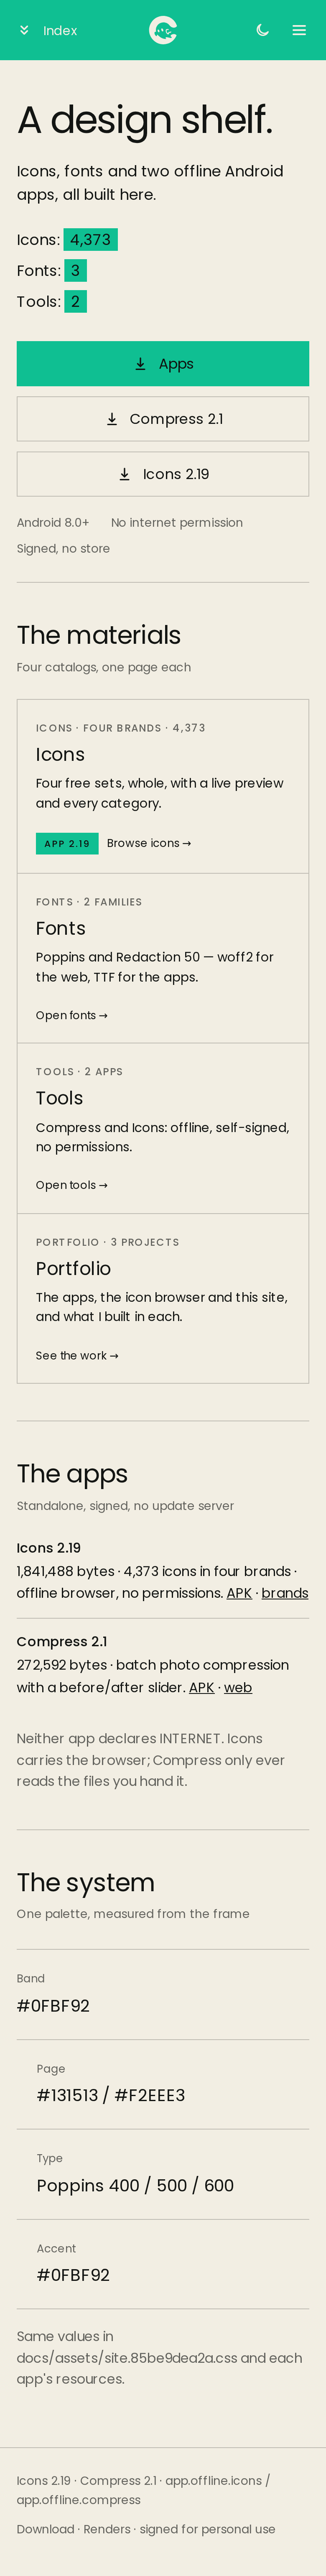 Index
A design shelf.
Icons, fonts and two offline Android
apps, all built here.
Icons: 4,373
Fonts: 3
Tools: 2
Apps
Compress 2.1
Icons 2.19
Android 8.0+ No internet permission
Signed, no store
The materials
Four catalogs, one page each
ICONS · FOUR BRANDS · 4,373
Icons
Four free sets, whole, with a live preview
and every category.
APP 2.19 Browse icons →
FONTS · 2 FAMILIES
Fonts
Poppins and Redaction 50 — woff2 for
the web, TTF for the apps.
Open fonts →
TOOLS · 2 APPS
Tools
Compress and Icons: offline, self-signed,
no permissions.
Open tools →
PORTFOLIO · 3 PROJECTS
Portfolio
The apps, the icon browser and this site,
and what I built in each.
See the work →
The apps
Standalone, signed, no update server
Icons 2.19
1,841,488 bytes · 4,373 icons in four brands ·
offline browser, no permissions. APK · brands
Compress 2.1
272,592 bytes · batch photo compression
with a before/after slider. APK · web
Neither app declares INTERNET. Icons
carries the browser; Compress only ever
reads the files you hand it.
The system
One palette, measured from the frame
Band
#0FBF92
Page
#131513 / #F2EEE3
Type
Poppins 400 / 500 / 600
Accent
#0FBF92
Same values in
docs/assets/site.85be9dea2a.css and each
app's resources.
Icons 2.19 · Compress 2.1 · app.offline.icons /
app.offline.compress
Download · Renders · signed for personal use